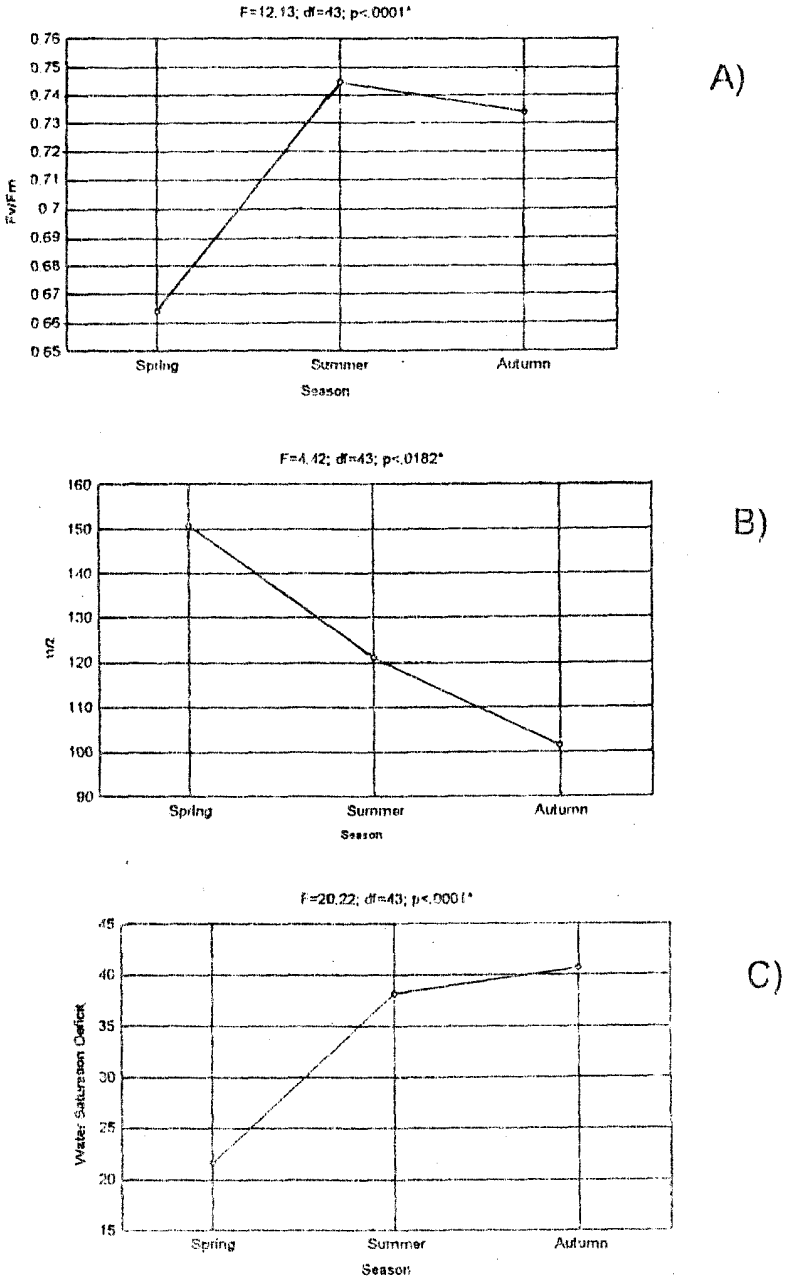 F=12.13; df=43; p<.0001*
A)
0.76
0.75
0.74
0.73
0.72
0.71
0.7
0.69
0.68
0.67
0.66
0.65
Fv/Fm
Spring Summer Autumn
Season
F=4.42; df=43; p<.0182*
B)
160
150
140
130
120
110
100
90
t1/2
Spring Summer Autumn
Season
F=20.22; df=43; p<.0001*
C)
45
40
35
30
25
20
15
Water Saturation Deficit
Spring Summer Autumn
Season